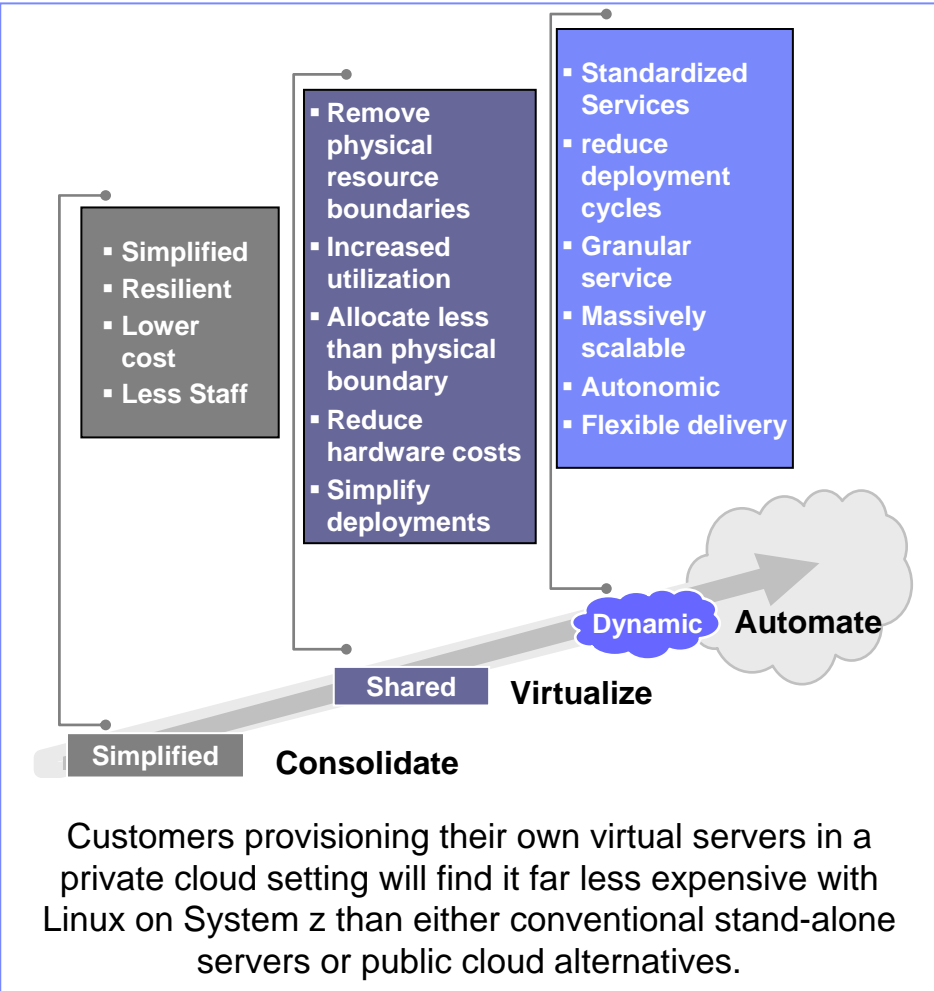 ▪ Simplified
▪ Resilient
▪ Lower
cost
▪ Less Staff
▪ Remove
physical
resource
boundaries
▪ Increased
utilization
▪ Allocate less
than physical
boundary
▪ Reduce
hardware costs
▪ Simplify
deployments
▪ Standardized
Services
▪ reduce
deployment
cycles
▪ Granular
service
▪ Massively
scalable
▪ Autonomic
▪ Flexible delivery
Dynamic Automate
Shared Virtualize
Simplified Consolidate
Customers provisioning their own virtual servers in a
private cloud setting will find it far less expensive with
Linux on System z than either conventional stand-alone
servers or public cloud alternatives.